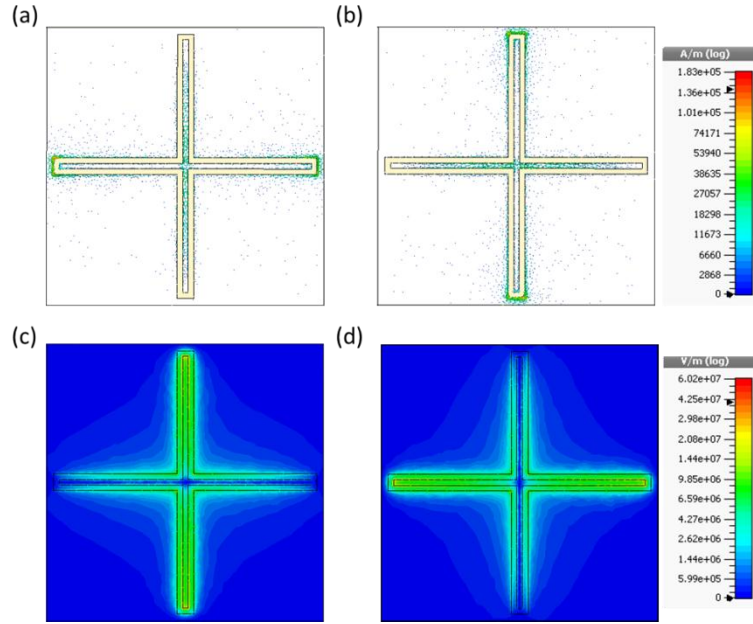 (a)
(b)
A/m (log)
1.83e+05
1.36e+05
1.01e+05
74171
53940
38635
27057
18298
11673
6660
2868
0
(c)
(d)
V/m (log)
6.02e+07
4.25e+07
2.98e+07
2.08e+07
1.44e+07
9.85e+06
6.59e+06
4.27e+06
2.62e+06
1.44e+06
5.99e+05
0